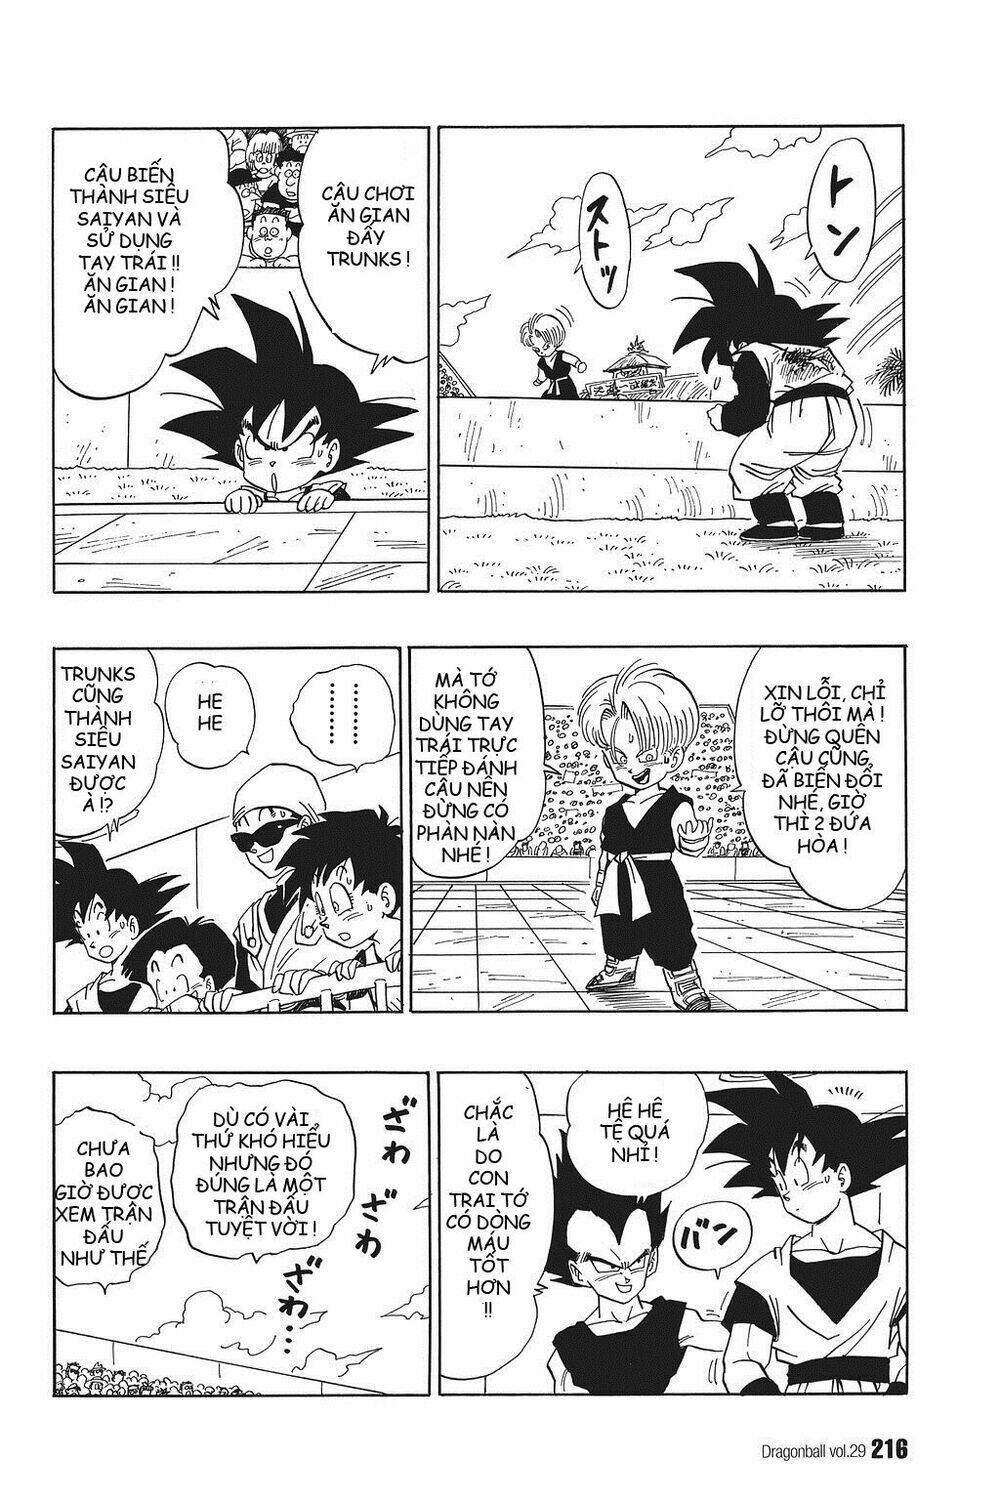 トン
ストッ
CẬU CHƠI
ĂN GIAN
ĐẤY
TRUNKS !
CẬU BIẾN
THÀNH SIÊU
SAIYAN VÀ
SỬ DỤNG
TAY TRÁI !!
ĂN GIAN !
ĂN GIAN !
XIN LỖI, CHỈ
LỠ THÔI MÀ !
ĐỪNG QUÊN
CẬU CŨNG
ĐÃ BIẾN ĐỔI
NHÉ, GIỜ
THÌ 2 ĐỨA
HÒA !
MÀ TỚ
KHÔNG
DÙNG TAY
TRÁI TRỰC
TIẾP ĐÁNH
CẬU NÊN
ĐỪNG CÓ
PHÀN NÀN
NHÉ !
HE
HE
TRUNKS
CŨNG
THÀNH
SIÊU
SAIYAN
ĐƯỢC
À !?
HÊ HÊ
TỆ QUÁ
NHỈ !
バン
CHẮC
LÀ
DO
CON
TRAI TỚ
CÓ DÒNG
MÁU
TỐT
HƠN
!!
ざわ
ざわ
ざわ…
DÙ CÓ VÀI
THỨ KHÓ HIỂU
NHƯNG ĐÓ
ĐÚNG LÀ MỘT
TRẬN ĐẤU
TUYỆT VỜI !
CHƯA
BAO
GIỜ ĐƯỢC
XEM TRẬN
ĐẤU
NHƯ THẾ
Dragonball vol.29 216